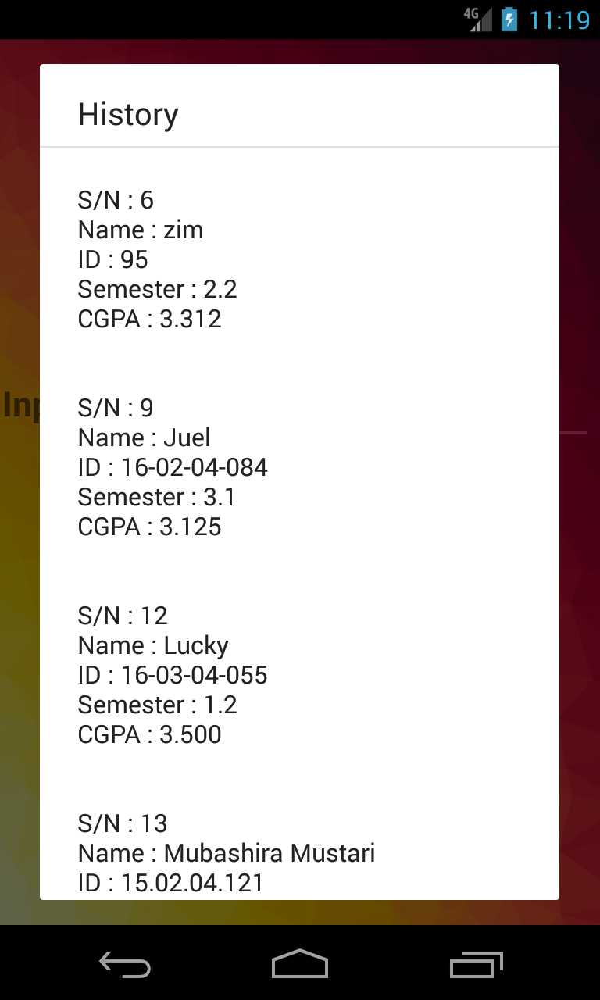 4G 11:19
History
S/N : 6
Name : zim
ID : 95
Semester : 2.2
CGPA : 3.312
Inp
S/N : 9
Name : Juel
ID : 16-02-04-084
Semester : 3.1
CGPA : 3.125
S/N : 12
Name : Lucky
ID : 16-03-04-055
Semester : 1.2
CGPA : 3.500
S/N : 13
Name : Mubashira Mustari
ID : 15.02.04.121